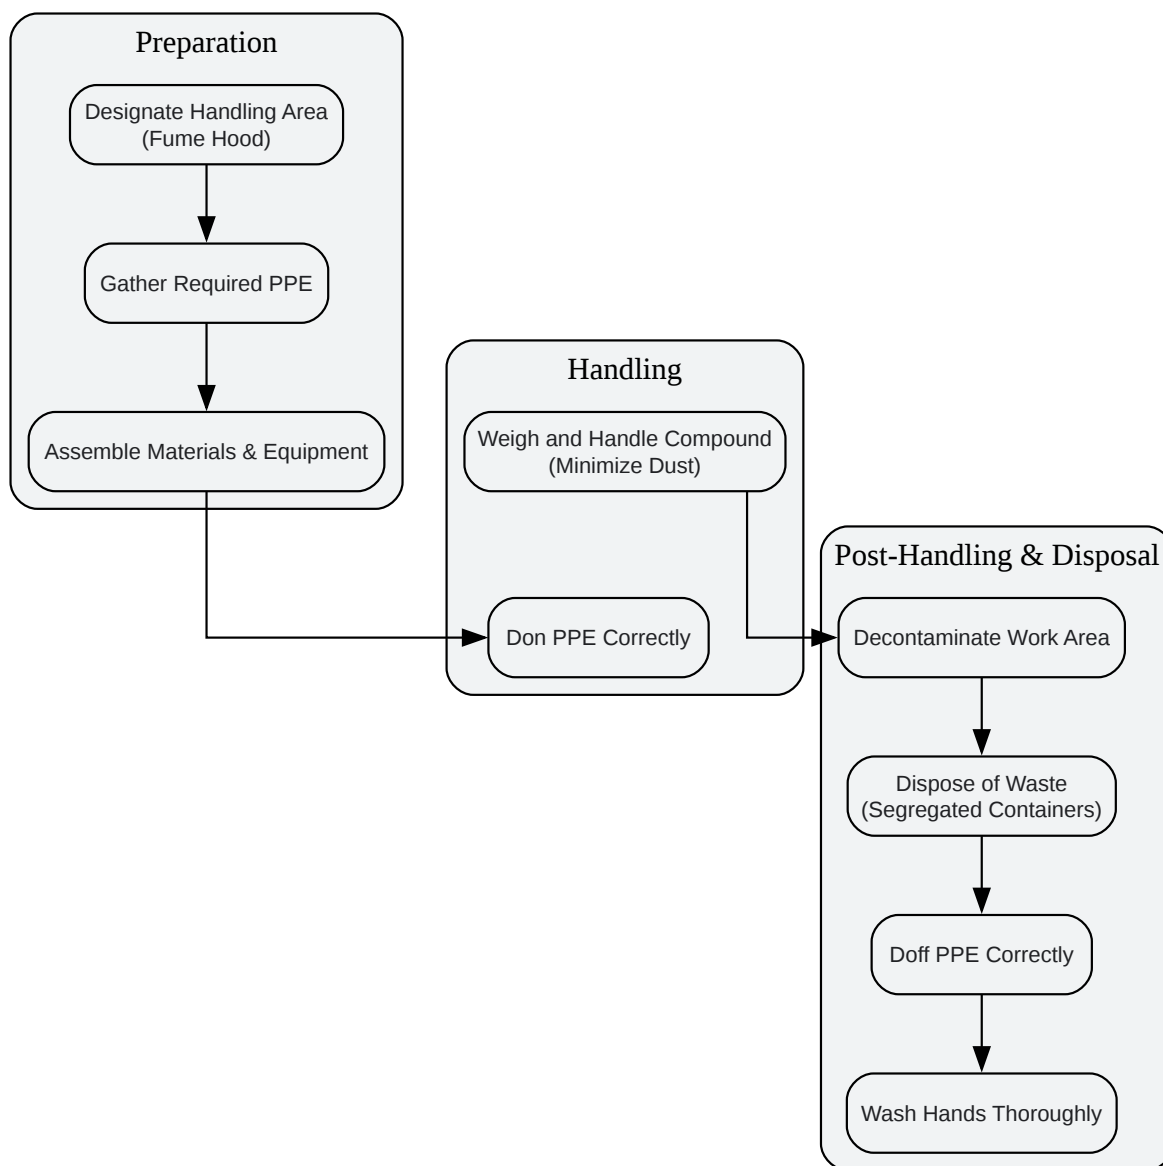 Preparation
Designate Handling Area
(Fume Hood)
Gather Required PPE
Assemble Materials & Equipment
Handling
Weigh and Handle Compound
(Minimize Dust)
Don PPE Correctly
Post-Handling & Disposal
Decontaminate Work Area
Dispose of Waste
(Segregated Containers)
Doff PPE Correctly
Wash Hands Thoroughly